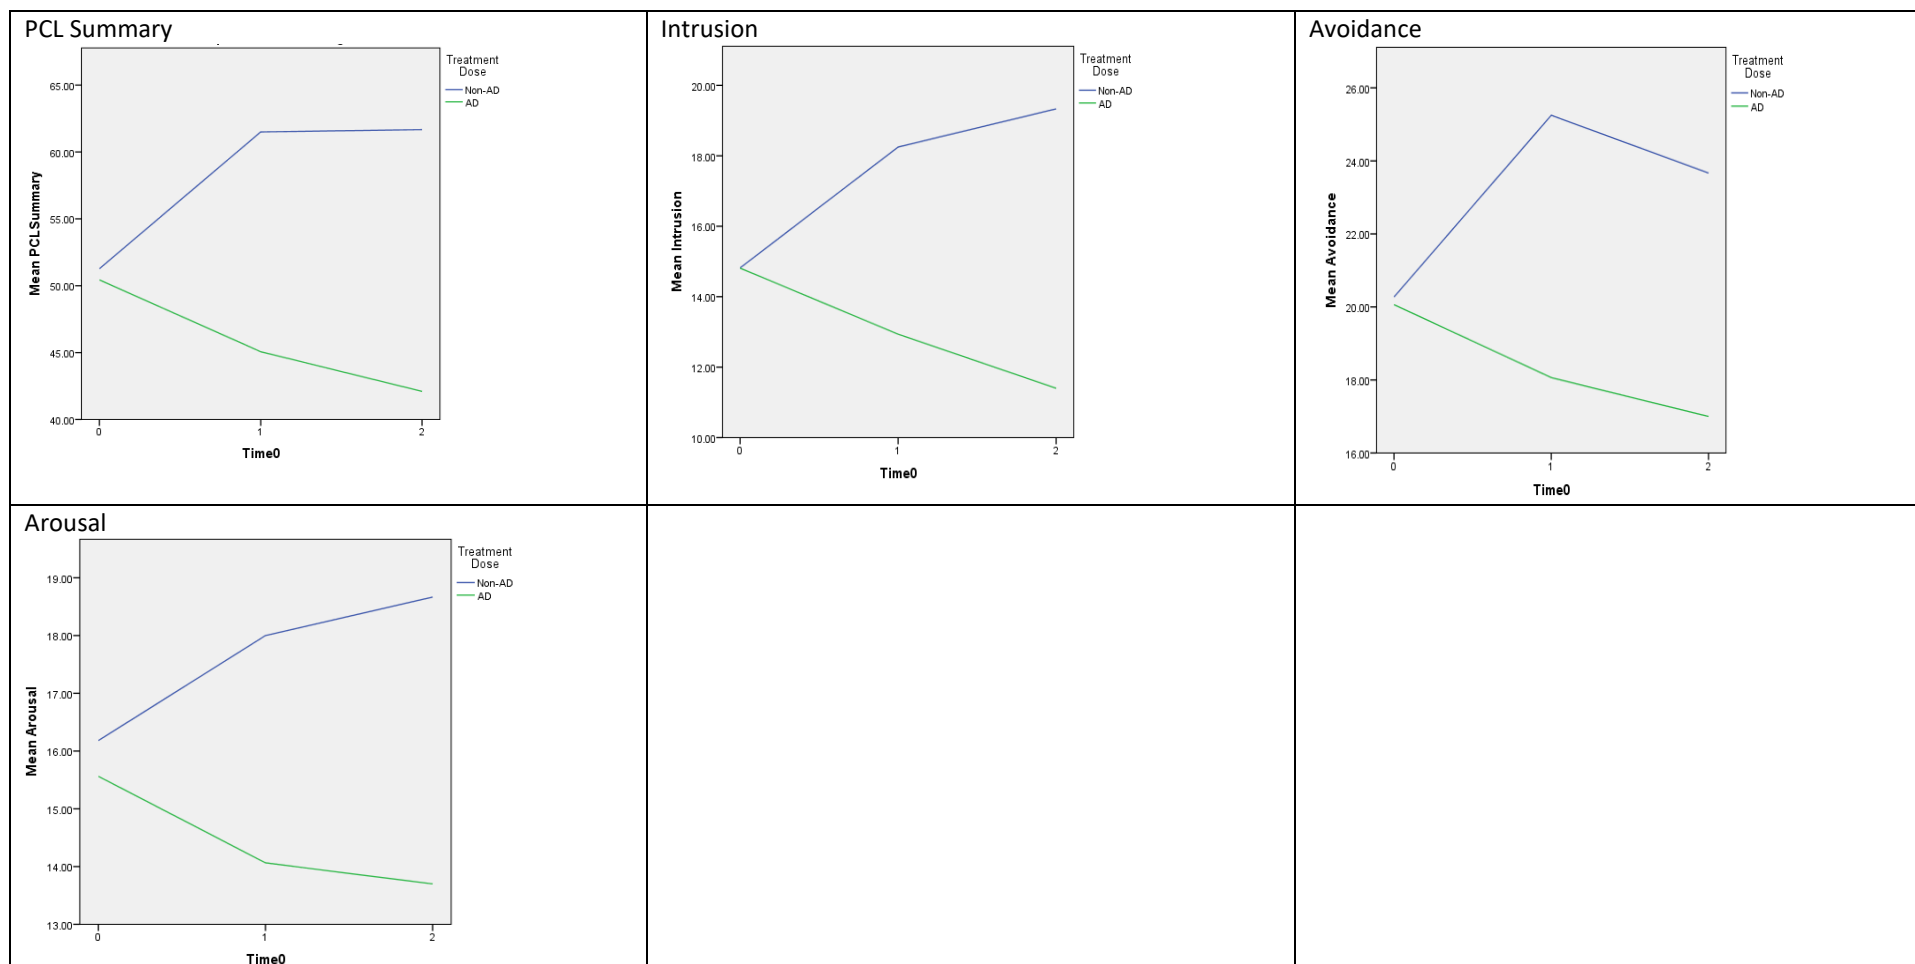 PCL Summary
Treatment
Dose
Non-AD
AD
65.00
60.00
55.00
50.00
45.00
40.00
Mean PCLSummary
0 1 2
Time0
Intrusion
Treatment
Dose
Non-AD
AD
20.00
18.00
16.00
14.00
12.00
10.00
Mean Intrusion
0 1 2
Time0
Avoidance
Treatment
Dose
Non-AD
AD
26.00
24.00
22.00
20.00
18.00
16.00
Mean Avoidance
0 1 2
Time0
Arousal
Treatment
Dose
Non-AD
AD
19.00
18.00
17.00
16.00
15.00
14.00
13.00
Mean Arousal
0 1 2
Time0